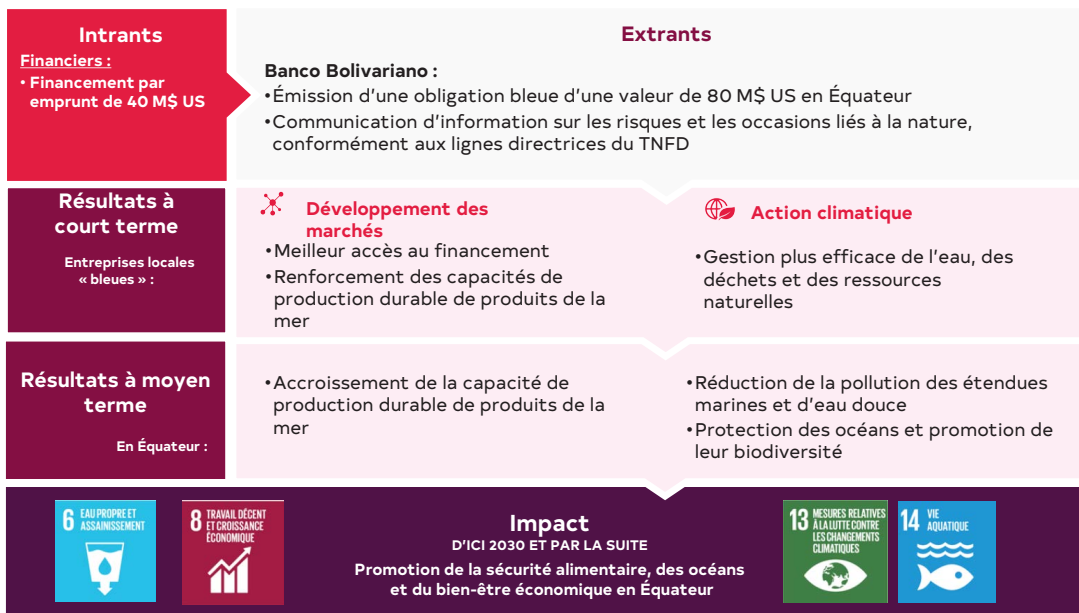 Intrants
Financiers :
• Financement par
emprunt de 40 M$ US
Extrants
Banco Bolivariano :
•Émission d'une obligation bleue d'une valeur de 80 M$ US en Équateur
•Communication d'information sur les risques et les occasions liés à la nature,
conformément aux lignes directrices du TNFD
Résultats à
court terme
Entreprises locales
« bleues » :
Développement des
marchés
•Meilleur accès au financement
•Renforcement des capacités de
production durable de produits de la
mer
Action climatique
•Gestion plus efficace de l'eau, des
déchets et des ressources
naturelles
Résultats à moyen
terme
En Équateur :
•Accroissement de la capacité de
production durable de produits de la
mer
•Réduction de la pollution des étendues
marines et d'eau douce
•Protection des océans et promotion de
leur biodiversité
6 EAU PROPRE ET
ASSAINISSEMENT
8 TRAVAIL DÉCENT
ET CROISSANCE
ÉCONOMIQUE
Impact
D'ICI 2030 ET PAR LA SUITE
Promotion de la sécurité alimentaire, des océans
et du bien-être économique en Équateur
13 MESURES RELATIVES
À LA LUTTE CONTRE
LES CHANGEMENTS
CLIMATIQUES
14 VIE
AQUATIQUE